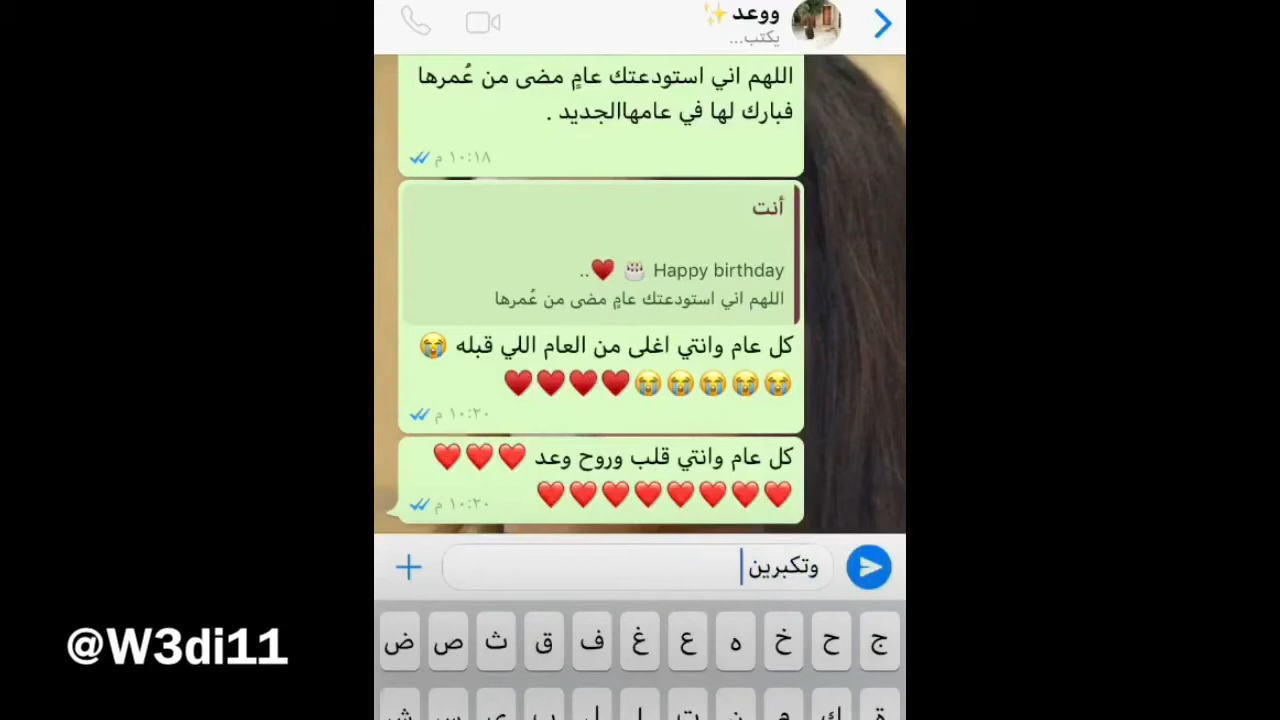 ووعد ✨
يكتب...
اللهم اني استودعتك عامٍ مضى من عُمرها
فبارك لها في عامهاالجديد .
١٠:١٨ م
أنت
Happy birthday 🎂 ♥️..
اللهم اني استودعتك عامٍ مضى من عُمرها
كل عام وانتي اغلى من العام اللي قبله 😭
😭😭😭😭😭♥️♥️♥️♥️
١٠:٢٠ م
كل عام وانتي قلب وروح وعد ❤️❤️❤️
❤️❤️❤️❤️❤️❤️❤️❤️
١٠:٢٠ م
وتكبرين
ج ح خ ه ع غ ف ق ث ص ض
ة ك م ن ت ا ل ب ي س ش
@W3di11